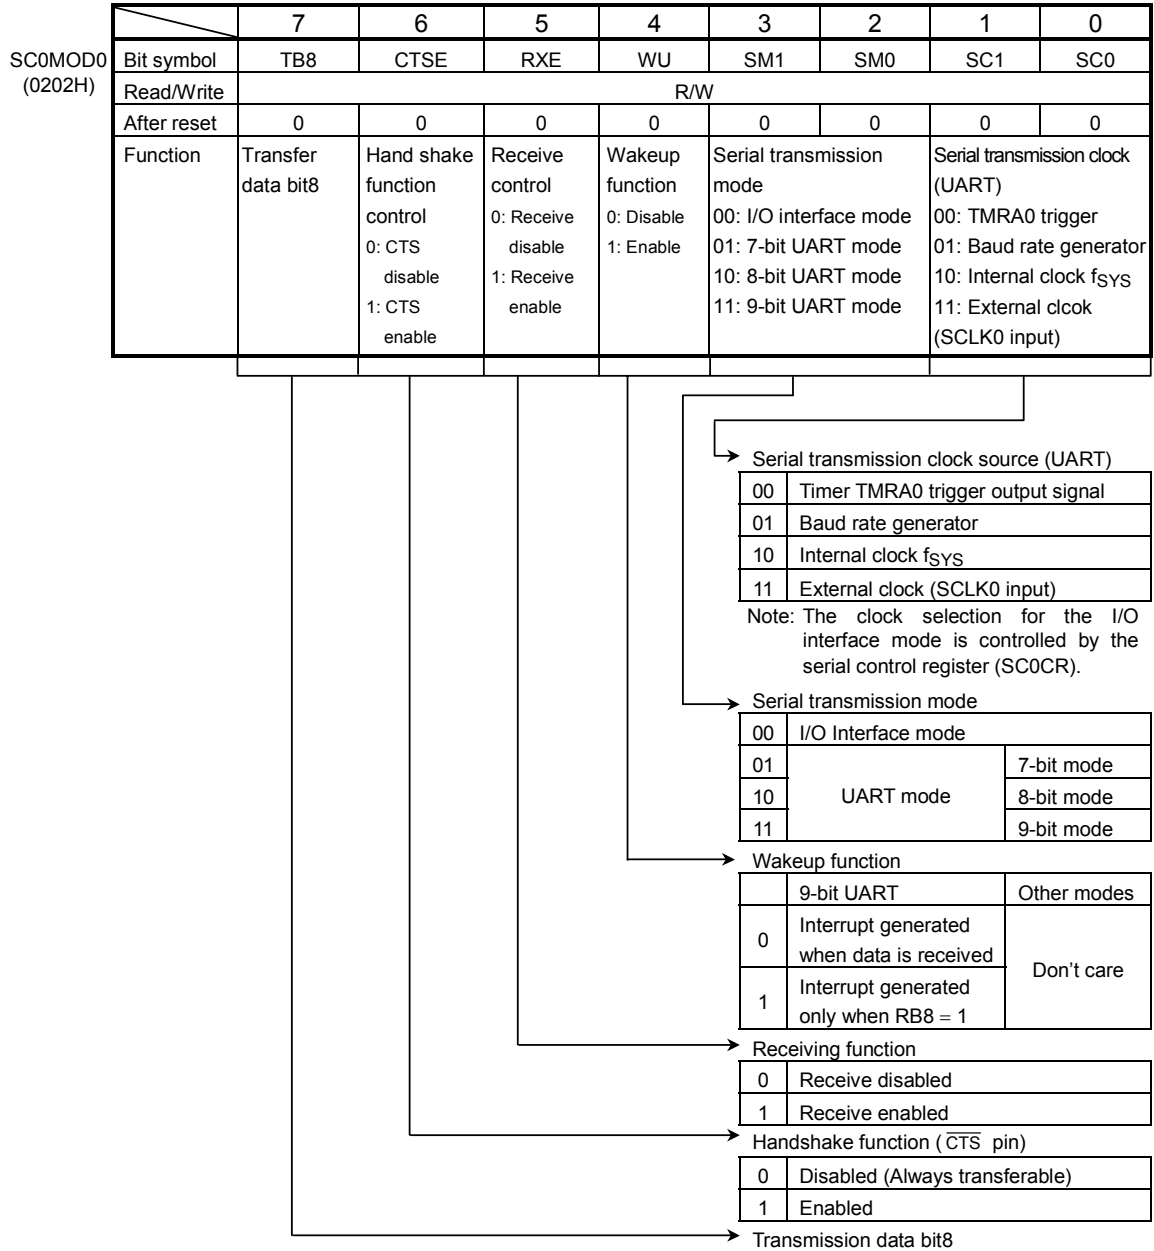 7 6 5 4 3 2 1 0
SC0MOD0 Bit symbol TB8 CTSE RXE WU SM1 SM0 SC1 SC0
(0202H) Read/Write R/W
After reset 0 0 0 0 0 0 0 0
Function Transfer Hand shake Receive Wakeup Serial transmission Serial transmission clock
data bit8 function control function mode (UART)
control 0: Receive 0: Disable 00: I/O interface mode 00: TMRA0 trigger
0: CTS disable 1: Enable 01: 7-bit UART mode 01: Baud rate generator
disable 1: Receive 10: 8-bit UART mode 10: Internal clock fSYS
1: CTS enable 11: 9-bit UART mode 11: External clcok
enable (SCLK0 input)
Serial transmission clock source (UART)
00 Timer TMRA0 trigger output signal
01 Baud rate generator
10 Internal clock fSYS
11 External clock (SCLK0 input)
Note: The clock selection for the I/O
interface mode is controlled by the
serial control register (SC0CR).
Serial transmission mode
00 I/O Interface mode
01 7-bit mode
10 UART mode 8-bit mode
11 9-bit mode
Wakeup function
9-bit UART Other modes
0 Interrupt generated
when data is received
Don't care
1 Interrupt generated
only when RB8 = 1
Receiving function
0 Receive disabled
1 Receive enabled
Handshake function ( C̅T̅S̅ pin)
0 Disabled (Always transferable)
1 Enabled
Transmission data bit8